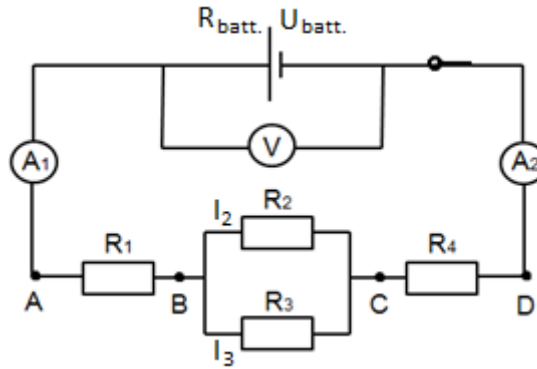 Rbatt. Ubatt.
V
A1 A2
I2 R2
R1 R4
A B C D
R3
I3